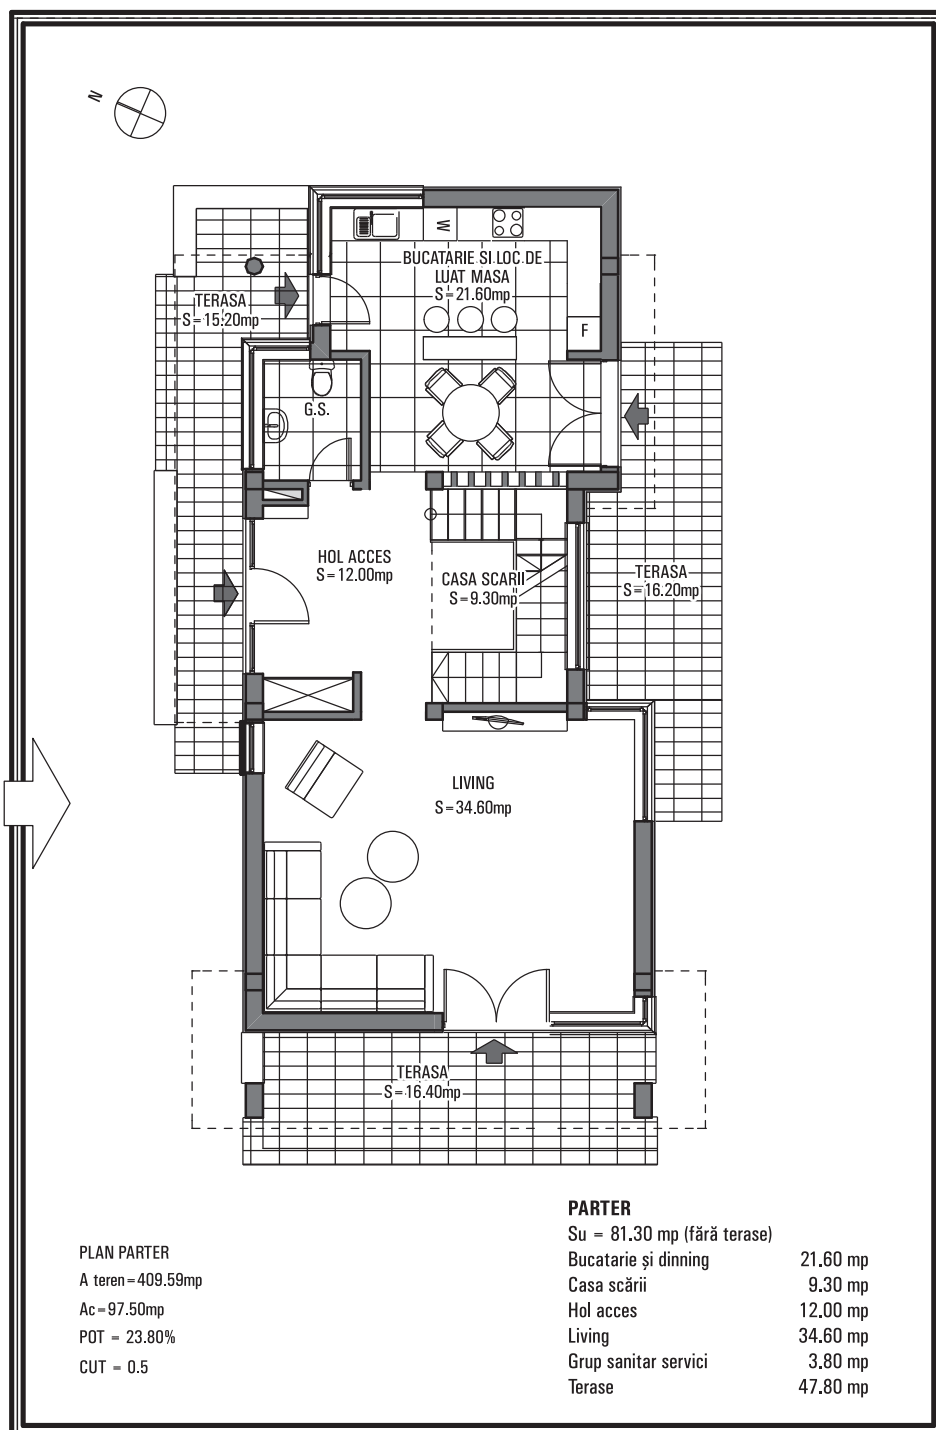 N
W
BUCATARIE SI LOC DE
LUAT MASA
S=21.60mp
TERASA
S=15.20mp
F
G.S.
HOL ACCES
S=12.00mp
CASA SCARII
S=9.30mp
TERASA
S=16.20mp
LIVING
S=34.60mp
TERASA
S=16.40mp
PLAN PARTER
A teren=409.59mp
Ac=97.50mp
POT = 23.80%
CUT = 0.5
PARTER
Su = 81.30 mp (fără terase)
Bucatarie și dinning 21.60 mp
Casa scării 9.30 mp
Hol acces 12.00 mp
Living 34.60 mp
Grup sanitar servici 3.80 mp
Terase 47.80 mp